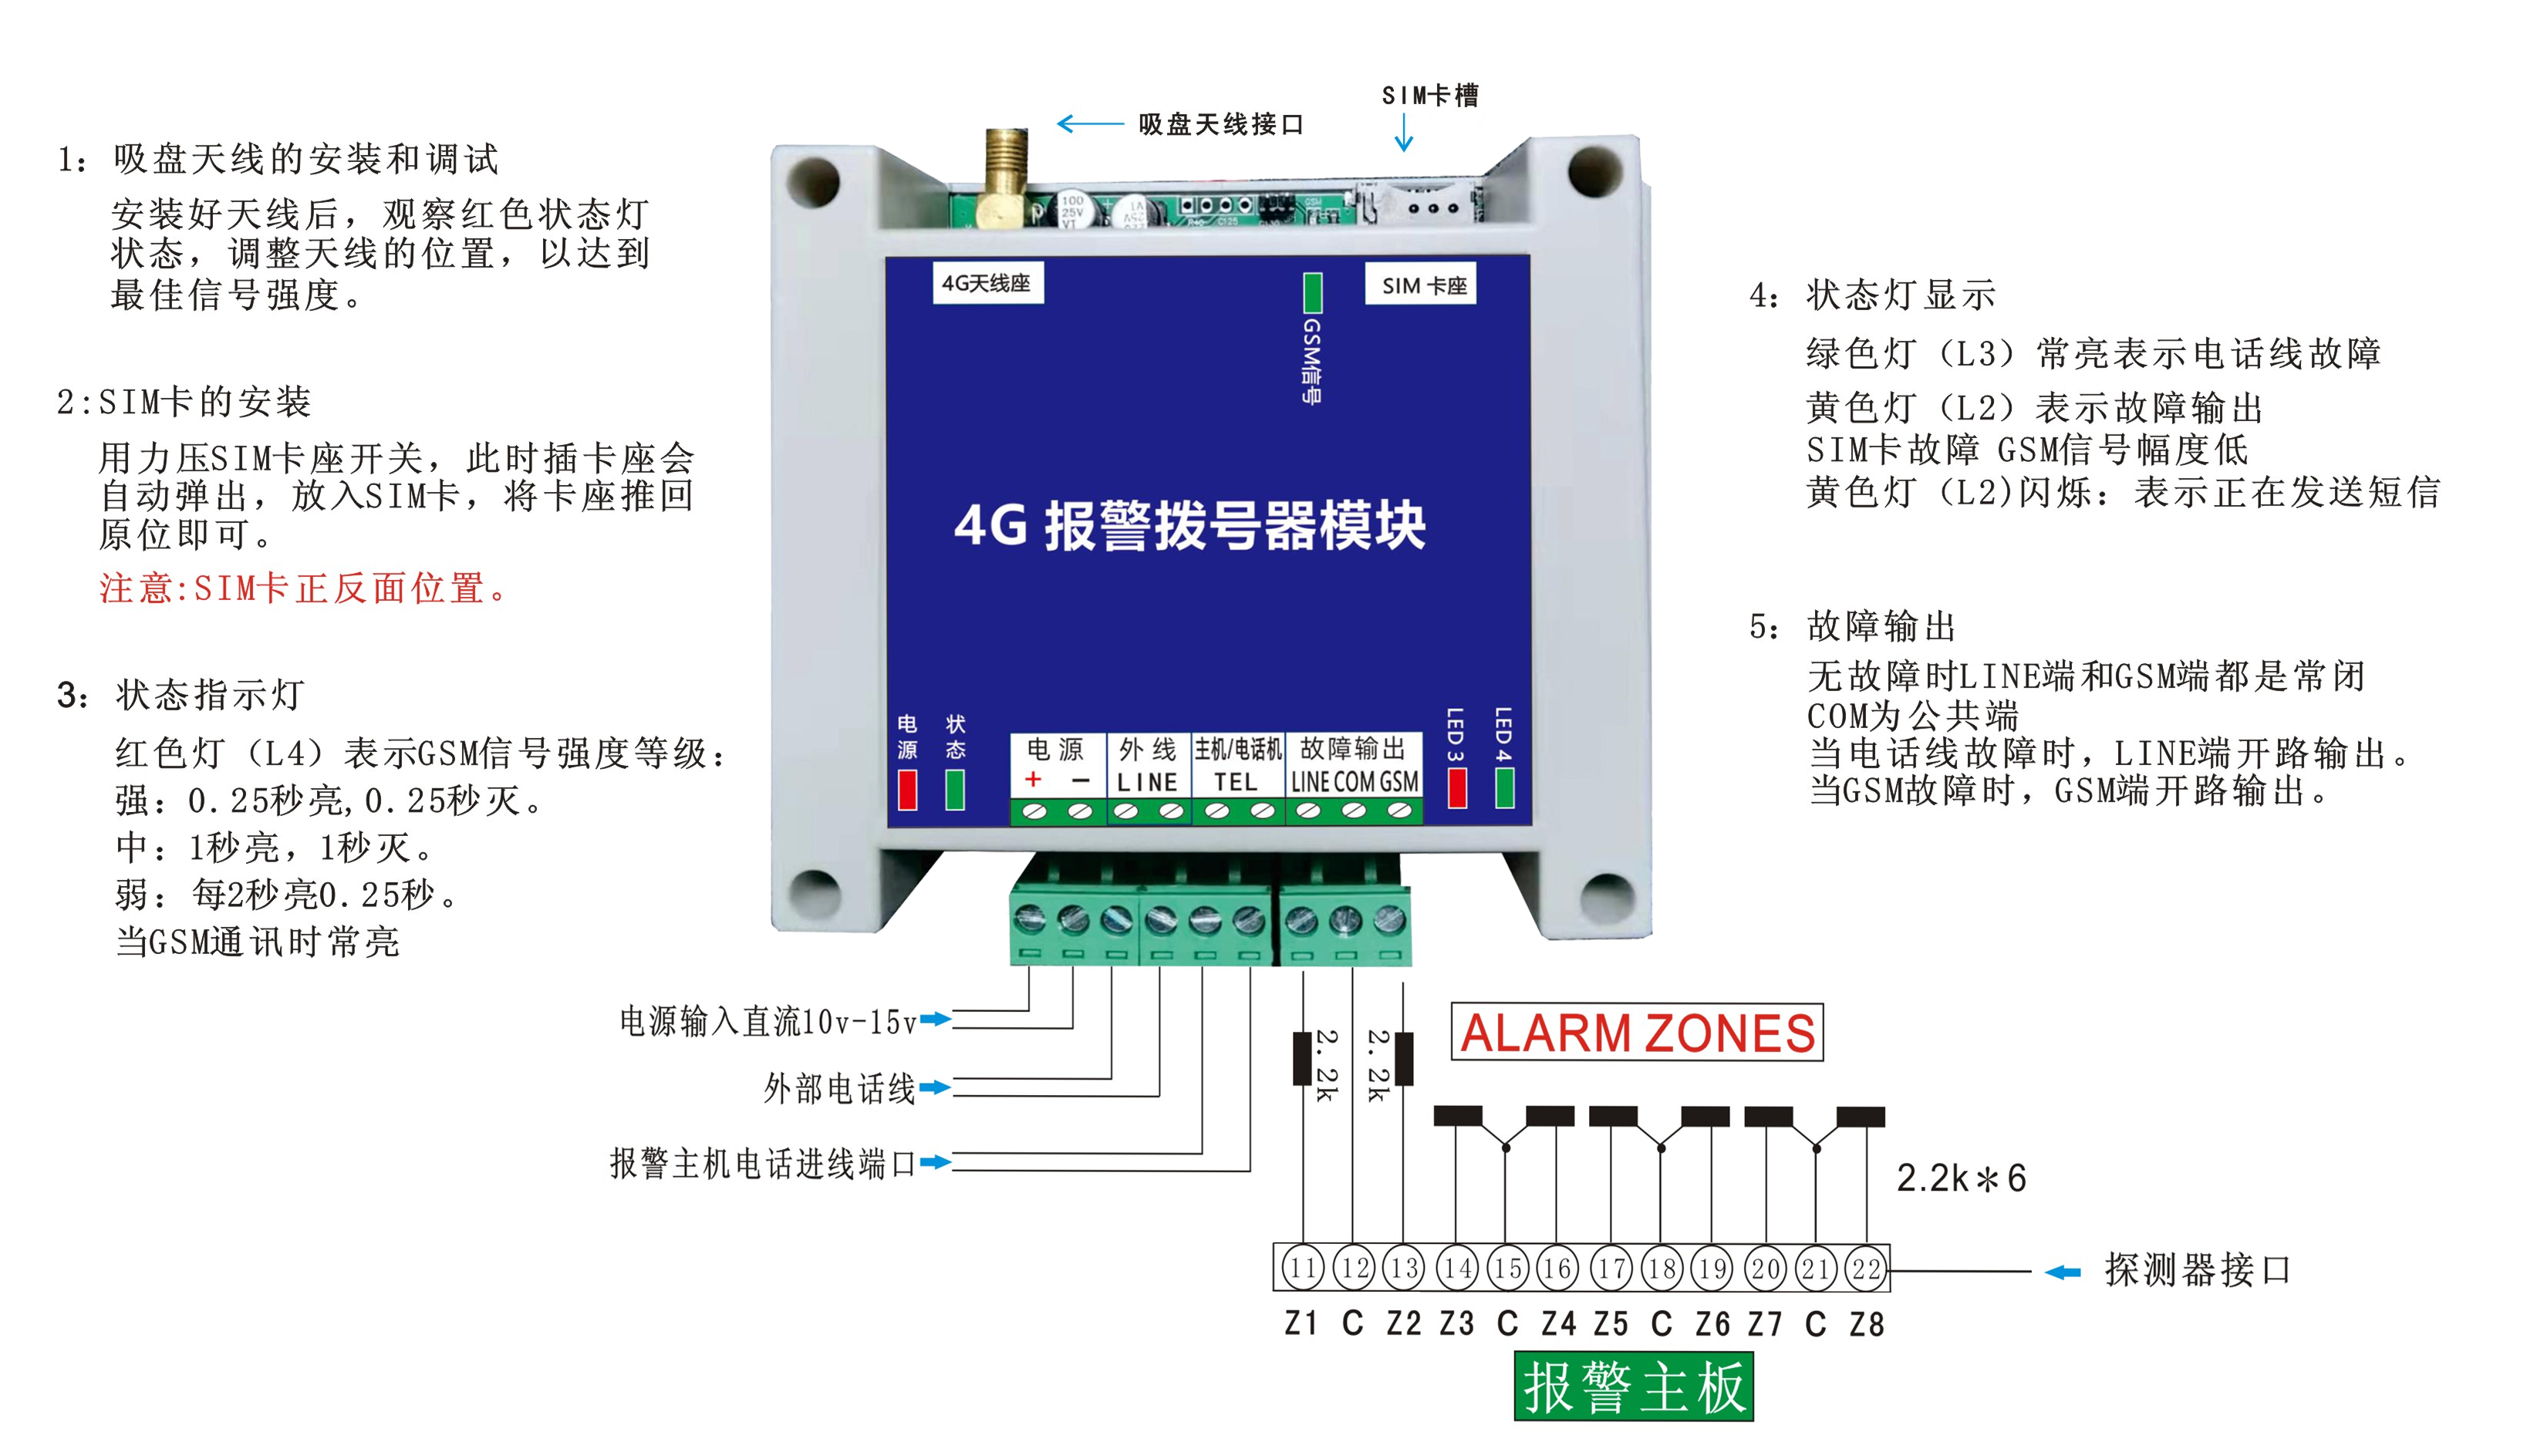 吸盘天线接口
SIM卡槽
1：吸盘天线的安装和调试
安装好天线后，观察红色状态灯
状态，调整天线的位置，以达到
最佳信号强度。
2:SIM卡的安装
用力压SIM卡座开关，此时插卡座会
自动弹出，放入SIM卡，将卡座推回
原位即可。
注意:SIM卡正反面位置。
3：状态指示灯
红色灯（L4）表示GSM信号强度等级：
强：0.25秒亮,0.25秒灭。
中：1秒亮，1秒灭。
弱：每2秒亮0.25秒。
当GSM通讯时常亮
100
25V
VT
4G天线座
GSM信号
SIM 卡座
4G 报警拨号器模块
电源
状态
电源
+ −
外线
LINE
主机/电话机
TEL
故障输出
LINE COM GSM
LED 3
LED 4
4：状态灯显示
绿色灯（L3）常亮表示电话线故障
黄色灯（L2）表示故障输出
SIM卡故障 GSM信号幅度低
黄色灯（L2)闪烁：表示正在发送短信
5：故障输出
无故障时LINE端和GSM端都是常闭
COM为公共端
当电话线故障时，LINE端开路输出。
当GSM故障时，GSM端开路输出。
电源输入直流10v-15v
外部电话线
报警主机电话进线端口
2.2k
2.2k
ALARM ZONES
2.2k*6
11 12 13 14 15 16 17 18 19 20 21 22
探测器接口
Z1 C Z2 Z3 C Z4 Z5 C Z6 Z7 C Z8
报警主板